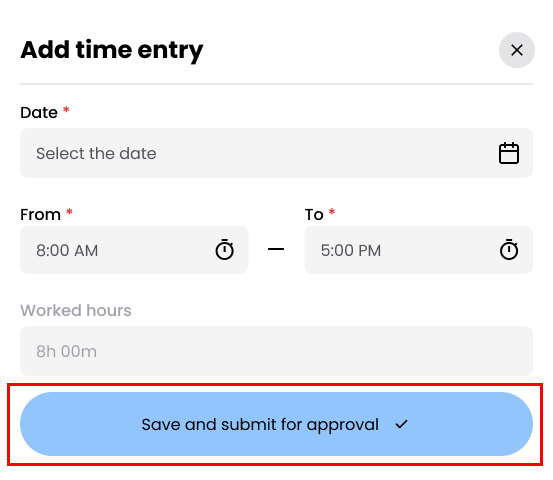 Add time entry
Date *
Select the date
From *
To *
8:00 AM
5:00 PM
Worked hours
8h 00m
Save and submit for approval